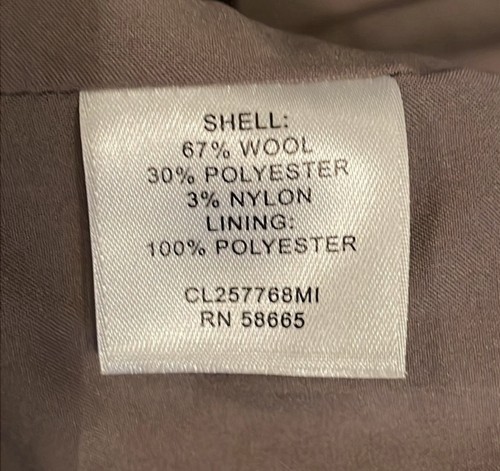 SHELL:
67% WOOL
30% POLYESTER
3% NYLON
LINING:
100% POLYESTER
CL257768MI
RN 58665